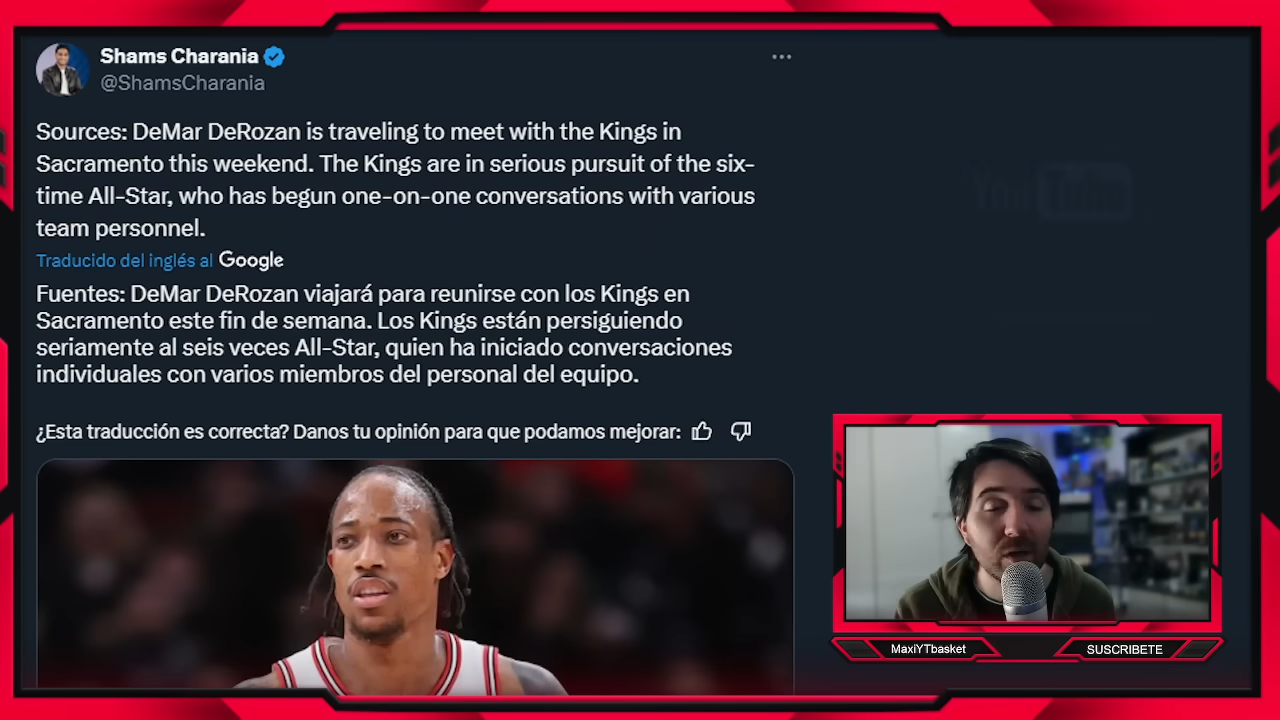 Shams Charania
@ShamsCharania
Sources: DeMar DeRozan is traveling to meet with the Kings in
Sacramento this weekend. The Kings are in serious pursuit of the six-
time All-Star, who has begun one-on-one conversations with various
team personnel.
Traducido del inglés al Google
Fuentes: DeMar DeRozan viajará para reunirse con los Kings en
Sacramento este fin de semana. Los Kings están persiguiendo
seriamente al seis veces All-Star, quien ha iniciado conversaciones
individuales con varios miembros del personal del equipo.
¿Esta traducción es correcta? Danos tu opinión para que podamos mejorar:
YouTube
MaxiYTbasket
SUSCRIBETE